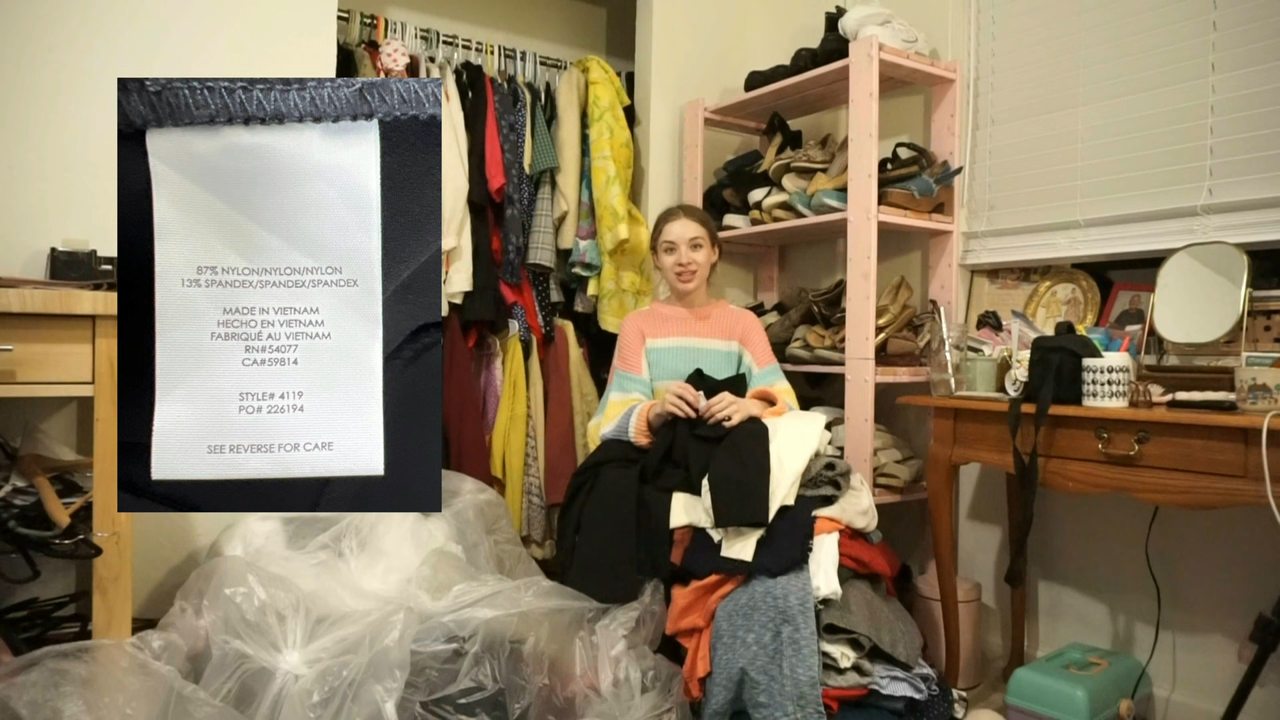 87% NYLON/NYLON/NYLON
13% SPANDEX/SPANDEX/SPANDEX
MADE IN VIETNAM
HECHO EN VIETNAM
FABRIQUÉ AU VIETNAM
RN#54077
CA#59814
STYLE# 4119
PO# 226194
SEE REVERSE FOR CARE